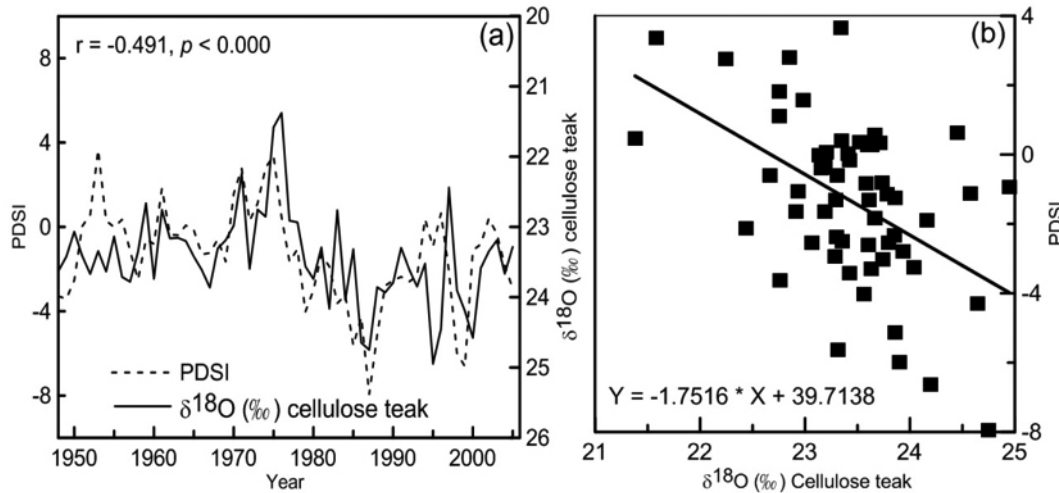 r = -0.491, p < 0.000
(a)
8
4
0
-4
-8
PDSI
20
21
22
23
24
25
26
δ¹⁸O (‰) cellulose teak
PDSI
δ¹⁸O (‰) cellulose teak
1950 1960 1970 1980 1990 2000
Year
(b)
4
0
-4
-8
PDSI
Y = -1.7516 * X + 39.7138
21 22 23 24 25
δ¹⁸O (‰) Cellulose teak